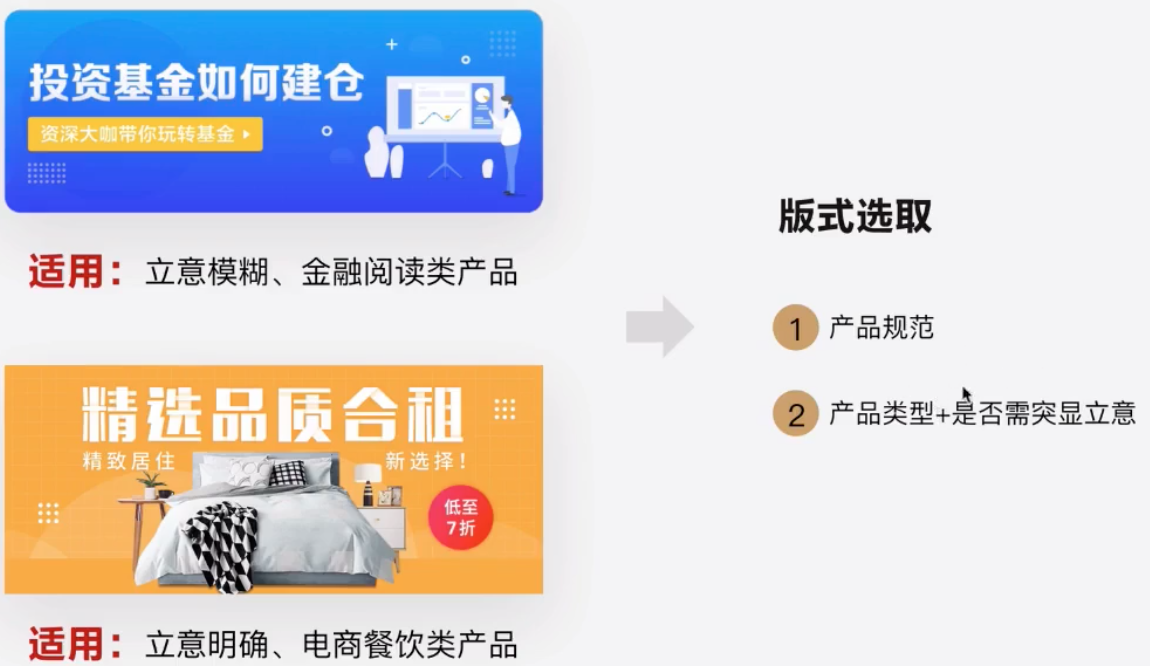 投资基金如何建仓
资深大咖带你玩转基金
适用：立意模糊、金融阅读类产品
精选品质合租
精致居住 新选择！
低至
7折
适用：立意明确、电商餐饮类产品
版式选取
1 产品规范
2 产品类型+是否需突显立意